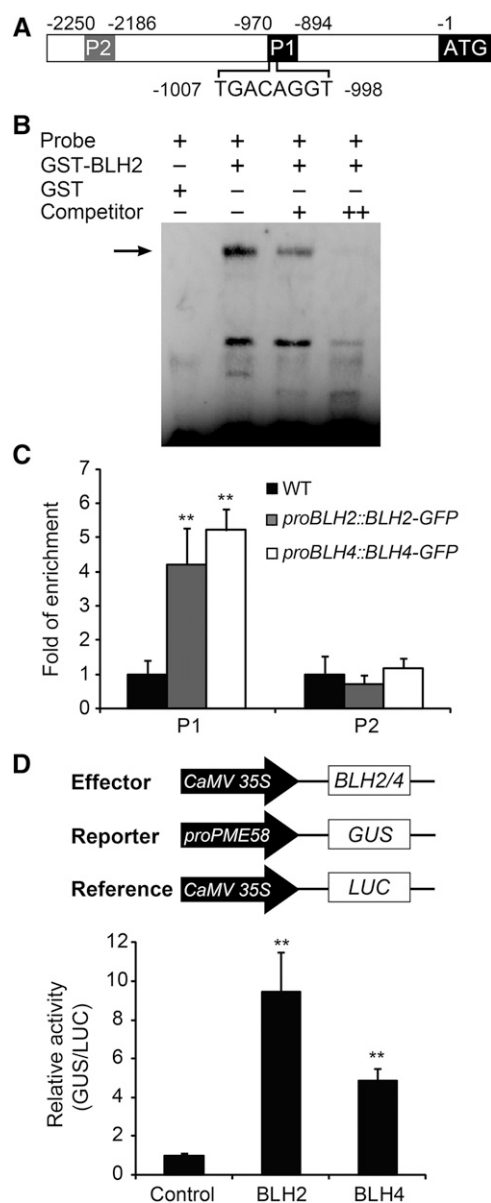 A
-2250 -2186 -970 -894 -1
P2 P1 ATG
-1007 TGACAGGT -998
B
Probe + + + +
GST-BLH2 – + + +
GST + – – –
Competitor – – + ++
C
Fold of enrichment
7
6
5
4
3
2
1
0
** **
WT
proBLH2::BLH2-GFP
proBLH4::BLH4-GFP
P1 P2
D
Effector CaMV 35S BLH2/4
Reporter proPME58 GUS
Reference CaMV 35S LUC
Relative activity
(GUS/LUC)
12
10
8
6
4
2
0
**
**
Control BLH2 BLH4